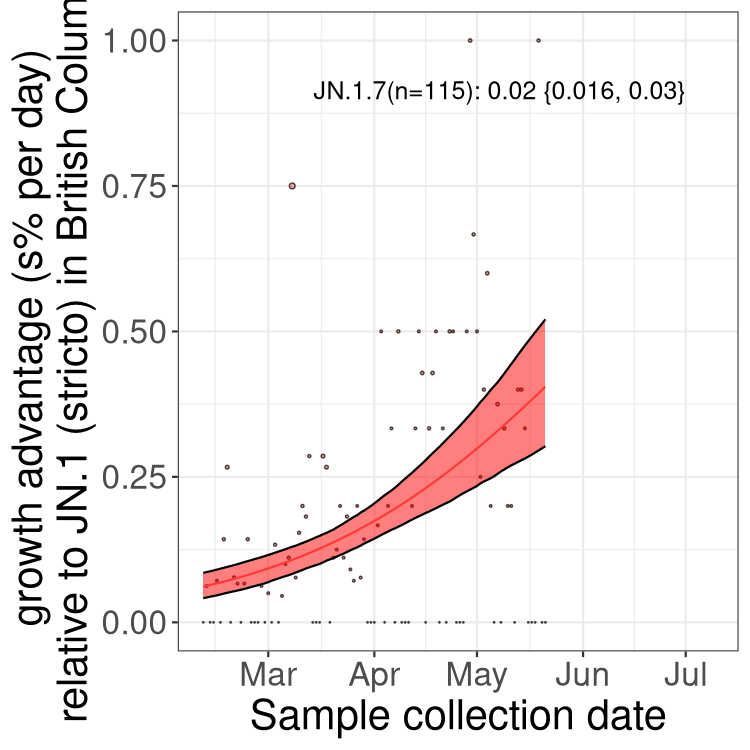 growth advantage (s% per day)
relative to JN.1 (stricto) in British Colum
1.00
0.75
0.50
0.25
0.00
JN.1.7(n=115): 0.02 {0.016, 0.03}
Mar Apr May Jun Jul
Sample collection date